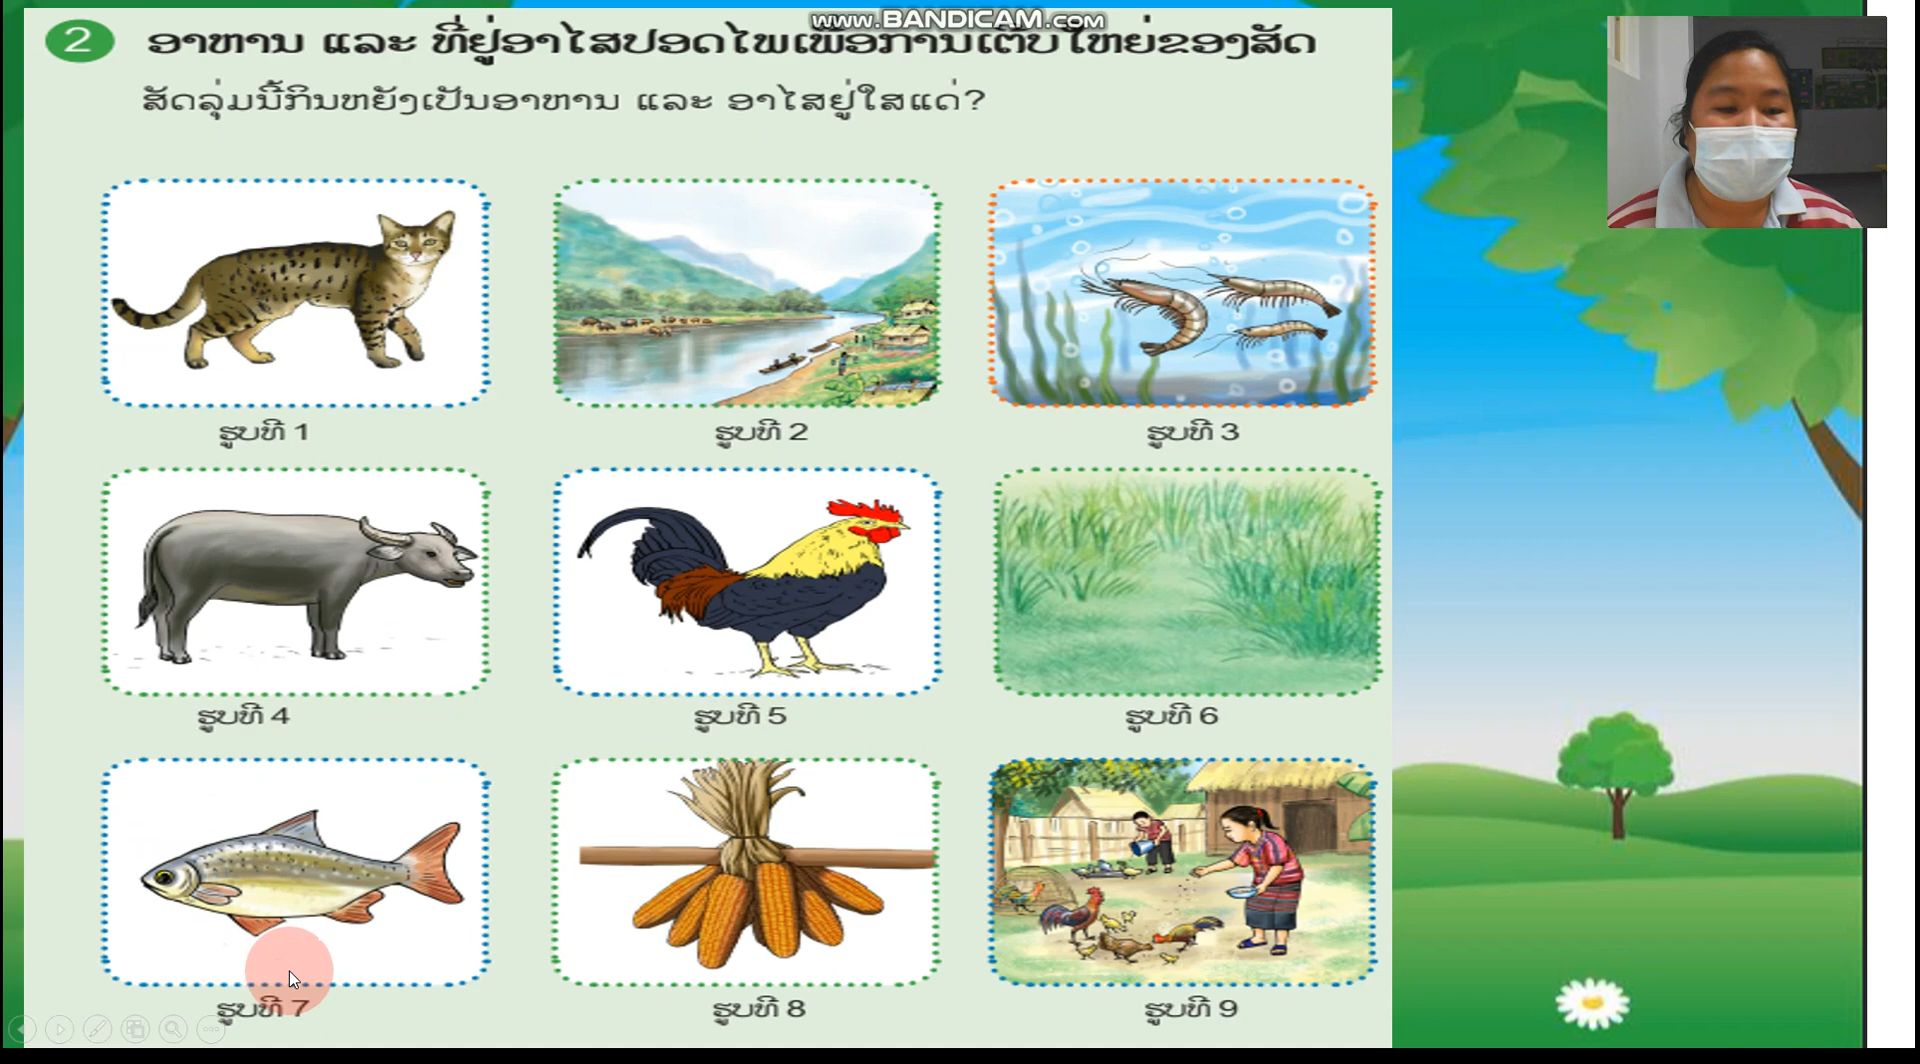 www.BANDICAM.com
2 ອາຫານ ແລະ ທີ່ຢູ່ອາໄສປອດໄພເພື່ອການເຕີບໃຫຍ່ຂອງສັດ
ສັດລຸ່ມນີ້ກິນຫຍັງເປັນອາຫານ ແລະ ອາໄສຢູ່ໃສແດ່?
ຮູບທີ 1
ຮູບທີ 2
ຮູບທີ 3
ຮູບທີ 4
ຮູບທີ 5
ຮູບທີ 6
ຮູບທີ 7
ຮູບທີ 8
ຮູບທີ 9